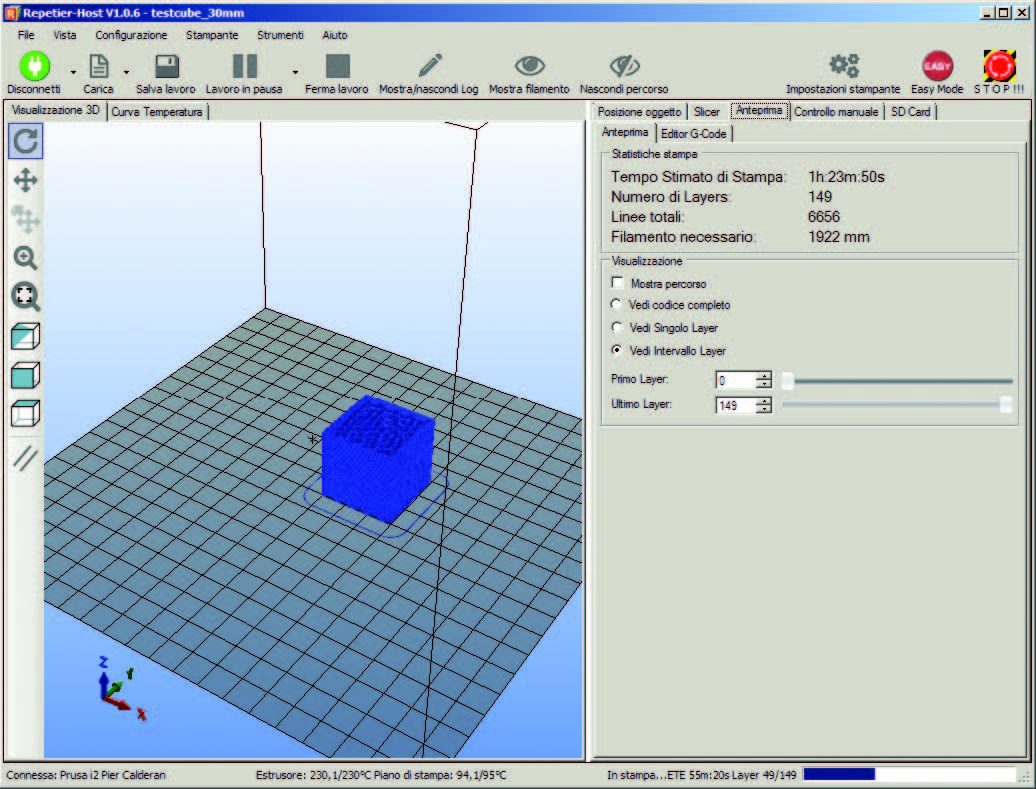 Repetier-Host V1.0.6 - testcube_30mm
File Vista Configurazione Stampante Strumenti Aiuto
EASY
Disconnetti Carica Salva lavoro Lavoro in pausa Ferma lavoro Mostra/nascondi Log Mostra filamento Nascondi percorso Impostazioni stampante Easy Mode S T O P !!!
Visualizzazione 3D Curva Temperatura
Posizione oggetto Slicer Anteprima Controllo manuale SD Card
Anteprima Editor G-Code
Statistiche stampa
Tempo Stimato di Stampa: 1h:23m:50s
Numero di Layers: 149
Linee totali: 6656
Filamento necessario: 1922 mm
Visualizzazione
Mostra percorso
Vedi codice completo
Vedi Singolo Layer
Vedi Intervallo Layer
Primo Layer: 0
Ultimo Layer: 149
Z
Y
X
Connessa: Prusa i2 Pier Calderan Estrusore: 230,1/230°C Piano di stampa: 94,1/95°C In stampa...ETE 55m:20s Layer 49/149